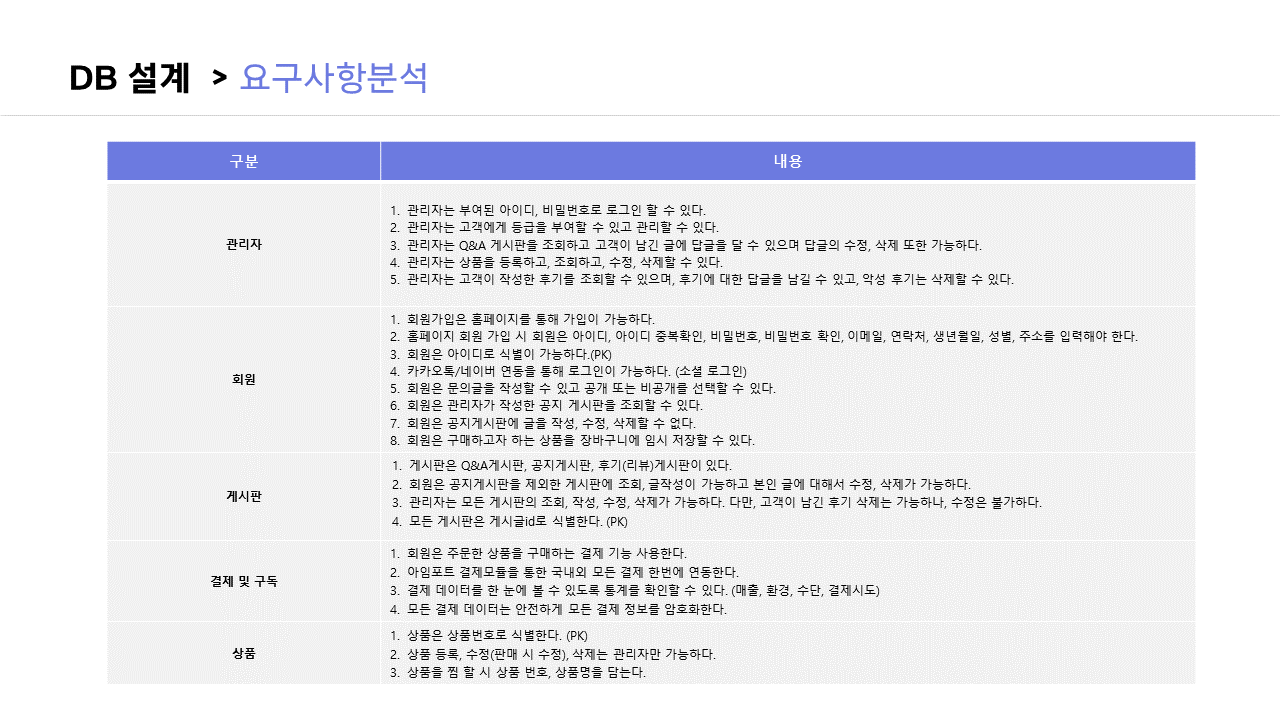 DB 설계 > 요구사항분석
구분
내용
관리자
1. 관리자는 부여된 아이디, 비밀번호로 로그인 할 수 있다.
2. 관리자는 고객에게 등급을 부여할 수 있고 관리할 수 있다.
3. 관리자는 Q&A 게시판을 조회하고 고객이 남긴 글에 답글을 달 수 있으며 답글의 수정, 삭제 또한 가능하다.
4. 관리자는 상품을 등록하고, 조회하고, 수정, 삭제할 수 있다.
5. 관리자는 고객이 작성한 후기를 조회할 수 있으며, 후기에 대한 답글을 남길 수 있고, 악성 후기는 삭제할 수 있다.
회원
1. 회원가입은 홈페이지를 통해 가입이 가능하다.
2. 홈페이지 회원 가입 시 회원은 아이디, 아이디 중복확인, 비밀번호, 비밀번호 확인, 이메일, 연락처, 생년월일, 성별, 주소를 입력해야 한다.
3. 회원은 아이디로 식별이 가능하다.(PK)
4. 카카오톡/네이버 연동을 통해 로그인이 가능하다. (소셜 로그인)
5. 회원은 문의글을 작성할 수 있고 공개 또는 비공개를 선택할 수 있다.
6. 회원은 관리자가 작성한 공지 게시판을 조회할 수 있다.
7. 회원은 공지게시판에 글을 작성, 수정, 삭제할 수 없다.
8. 회원은 구매하고자 하는 상품을 장바구니에 임시 저장할 수 있다.
게시판
1. 게시판은 Q&A게시판, 공지게시판, 후기(리뷰)게시판이 있다.
2. 회원은 공지게시판을 제외한 게시판에 조회, 글작성이 가능하고 본인 글에 대해서 수정, 삭제가 가능하다.
3. 관리자는 모든 게시판의 조회, 작성, 수정, 삭제가 가능하다. 다만, 고객이 남긴 후기 삭제는 가능하나, 수정은 불가하다.
4. 모든 게시판은 게시글id로 식별한다. (PK)
결제 및 구독
1. 회원은 주문한 상품을 구매하는 결제 기능 사용한다.
2. 아임포트 결제모듈을 통한 국내외 모든 결제 한번에 연동한다.
3. 결제 데이터를 한 눈에 볼 수 있도록 통계를 확인할 수 있다. (매출, 환경, 수단, 결제시도)
4. 모든 결제 데이터는 안전하게 모든 결제 정보를 암호화한다.
상품
1. 상품은 상품번호로 식별한다. (PK)
2. 상품 등록, 수정(판매 시 수정), 삭제는 관리자만 가능하다.
3. 상품을 찜 할 시 상품 번호, 상품명을 담는다.